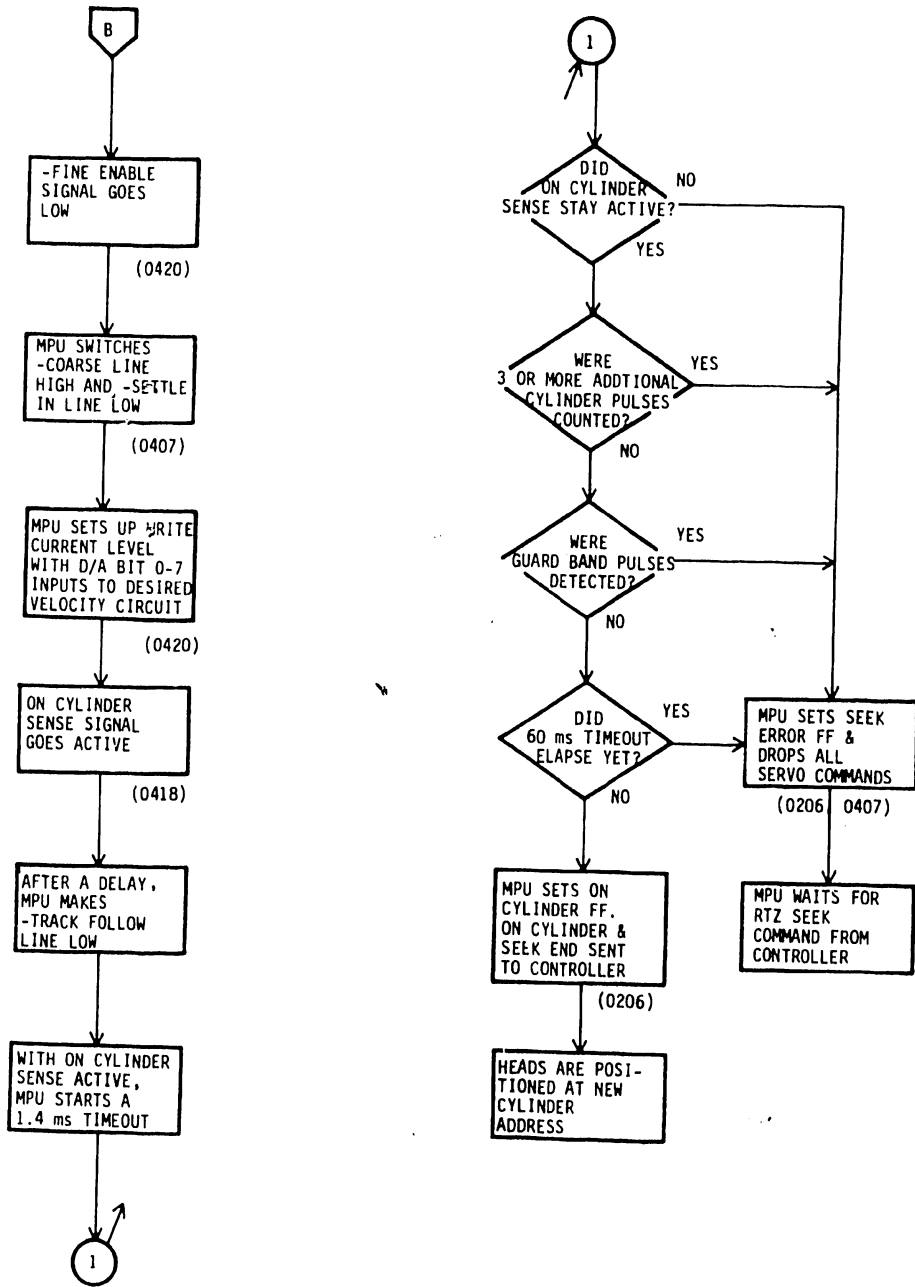 B
-FINE ENABLE
SIGNAL GOES
LOW
(0420)
MPU SWITCHES
-COARSE LINE
HIGH AND -SETTLE
IN LINE LOW
(0407)
MPU SETS UP WRITE
CURRENT LEVEL
WITH D/A BIT 0-7
INPUTS TO DESIRED
VELOCITY CIRCUIT
(0420)
ON CYLINDER
SENSE SIGNAL
GOES ACTIVE
(0418)
AFTER A DELAY,
MPU MAKES
-TRACK FOLLOW
LINE LOW
WITH ON CYLINDER
SENSE ACTIVE,
MPU STARTS A
1.4 ms TIMEOUT
1
1
DID
ON CYLINDER
SENSE STAY ACTIVE?
NO
YES
WERE
3 OR MORE ADDTIONAL
CYLINDER PULSES
COUNTED?
YES
NO
WERE
GUARD BAND PULSES
DETECTED?
YES
NO
DID
60 ms TIMEOUT
ELAPSE YET?
YES
NO
MPU SETS SEEK
ERROR FF &
DROPS ALL
SERVO COMMANDS
(0206, 0407)
MPU SETS ON
CYLINDER FF.
ON CYLINDER &
SEEK END SENT
TO CONTROLLER
(0206)
MPU WAITS FOR
RTZ SEEK
COMMAND FROM
CONTROLLER
HEADS ARE POSI-
TIONED AT NEW
CYLINDER
ADDRESS